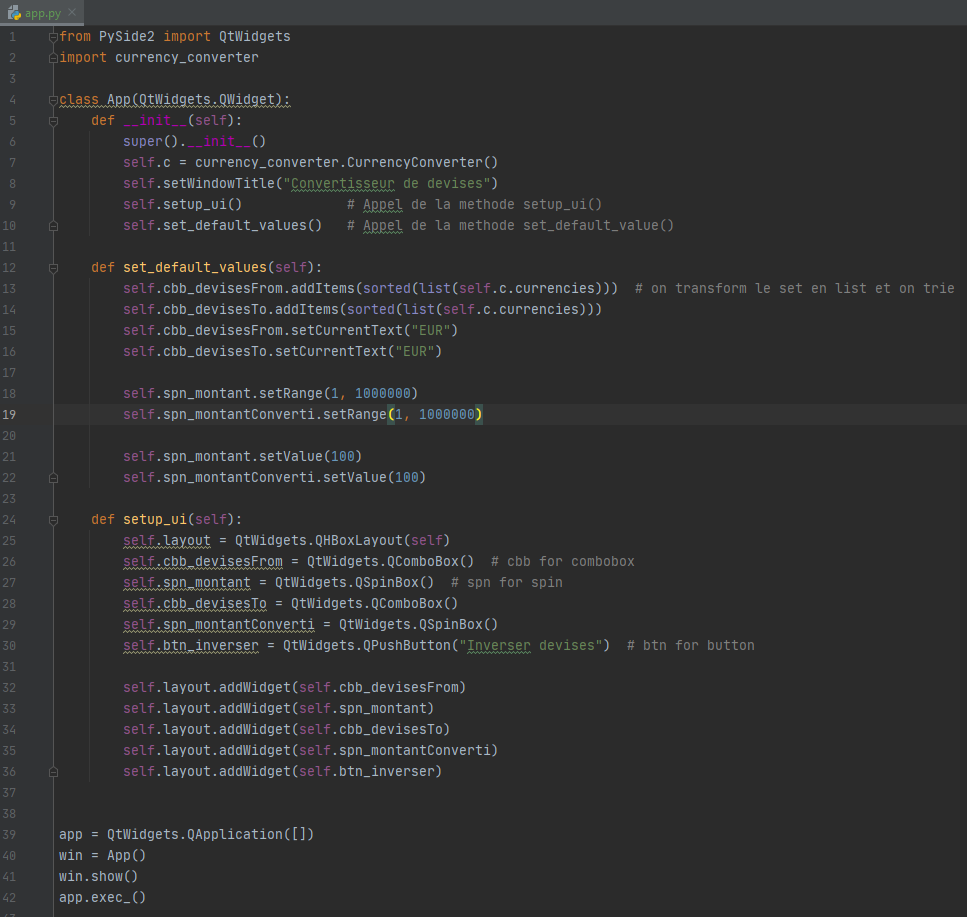 app.py
1 from PySide2 import QtWidgets
2 import currency_converter
3
4 class App(QtWidgets.QWidget):
5     def __init__(self):
6         super().__init__()
7         self.c = currency_converter.CurrencyConverter()
8         self.setWindowTitle("Convertisseur de devises")
9         self.setup_ui()             # Appel de la methode setup_ui()
10         self.set_default_values()   # Appel de la methode set_default_value()
11
12     def set_default_values(self):
13         self.cbb_devisesFrom.addItems(sorted(list(self.c.currencies)))  # on transform le set en list et on trie
14         self.cbb_devisesTo.addItems(sorted(list(self.c.currencies)))
15         self.cbb_devisesFrom.setCurrentText("EUR")
16         self.cbb_devisesTo.setCurrentText("EUR")
17
18         self.spn_montant.setRange(1, 1000000)
19         self.spn_montantConverti.setRange(1, 1000000)
20
21         self.spn_montant.setValue(100)
22         self.spn_montantConverti.setValue(100)
23
24     def setup_ui(self):
25         self.layout = QtWidgets.QHBoxLayout(self)
26         self.cbb_devisesFrom = QtWidgets.QComboBox()  # cbb for combobox
27         self.spn_montant = QtWidgets.QSpinBox()  # spn for spin
28         self.cbb_devisesTo = QtWidgets.QComboBox()
29         self.spn_montantConverti = QtWidgets.QSpinBox()
30         self.btn_inverser = QtWidgets.QPushButton("Inverser devises")  # btn for button
31
32         self.layout.addWidget(self.cbb_devisesFrom)
33         self.layout.addWidget(self.spn_montant)
34         self.layout.addWidget(self.cbb_devisesTo)
35         self.layout.addWidget(self.spn_montantConverti)
36         self.layout.addWidget(self.btn_inverser)
37
38
39 app = QtWidgets.QApplication([])
40 win = App()
41 win.show()
42 app.exec_()